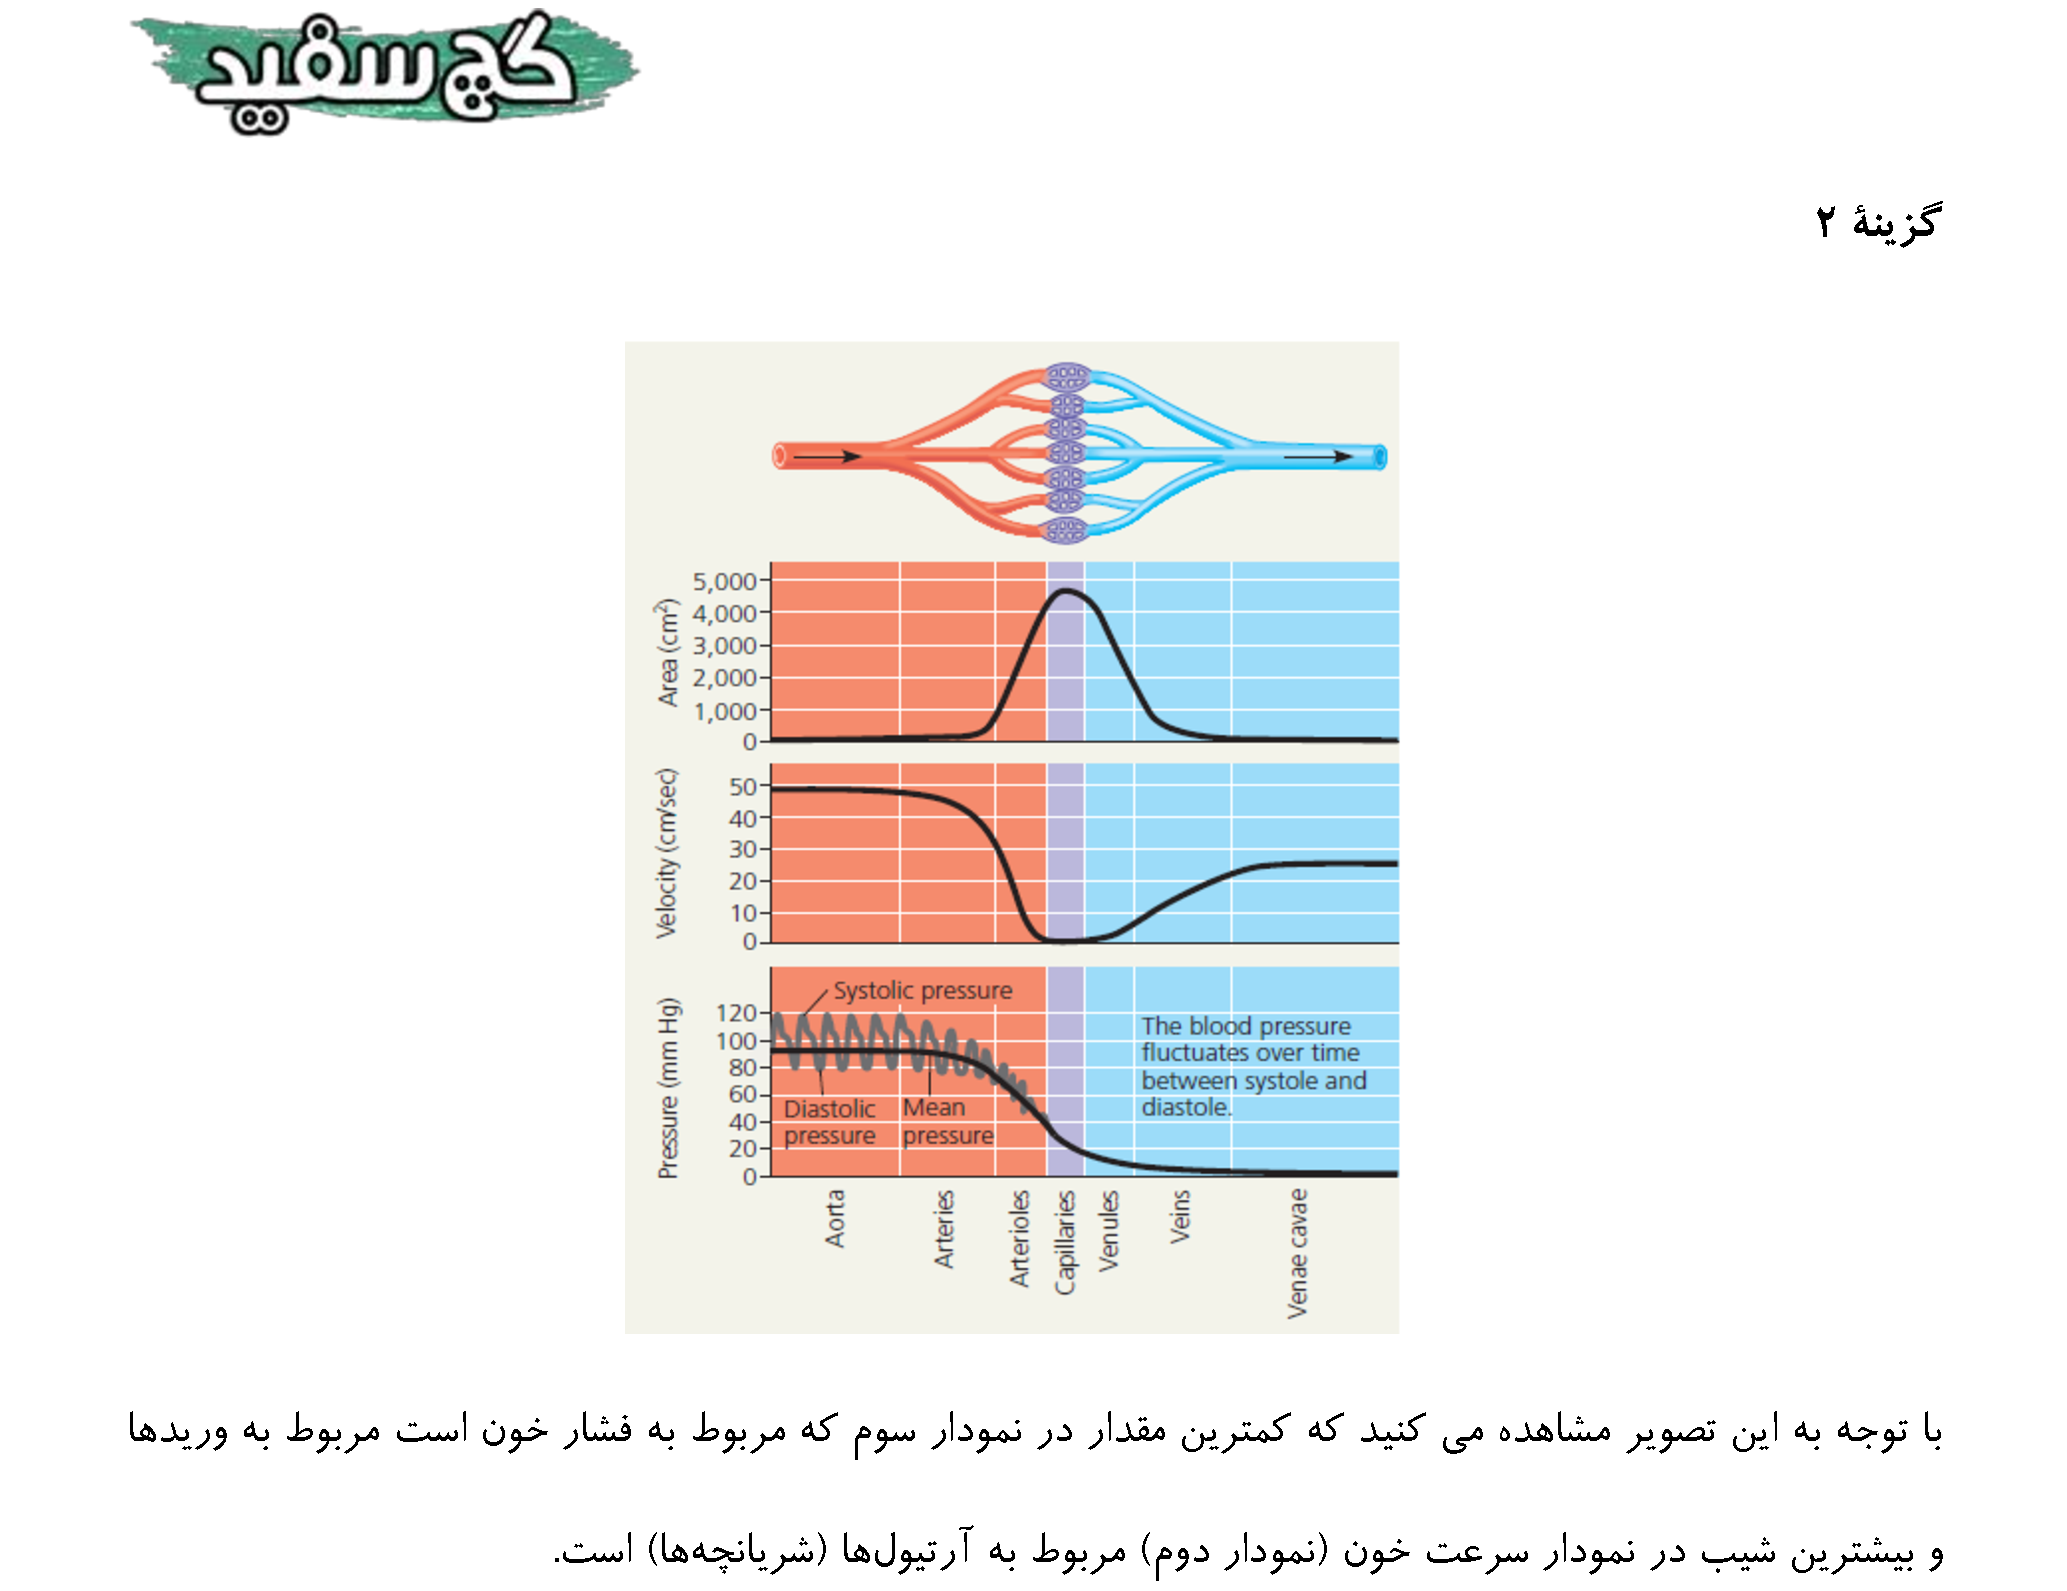 گچ سفید
گزینهٔ ۲
5,000
4,000
3,000
2,000
1,000
0
Area (cm²)
50
40
30
20
10
0
Velocity (cm/sec)
120
100
80
60
40
20
0
Pressure (mm Hg)
Systolic pressure
Diastolic
pressure
Mean
pressure
The blood pressure
fluctuates over time
between systole and
diastole.
Aorta
Arteries
Arterioles
Capillaries
Venules
Veins
Venae cavae
با توجه به این تصویر مشاهده می کنید که کمترین مقدار در نمودار سوم که مربوط به فشار خون است مربوط به وریدها
و بیشترین شیب در نمودار سرعت خون (نمودار دوم) مربوط به آرتیول‌ها (شریانچه‌ها) است.